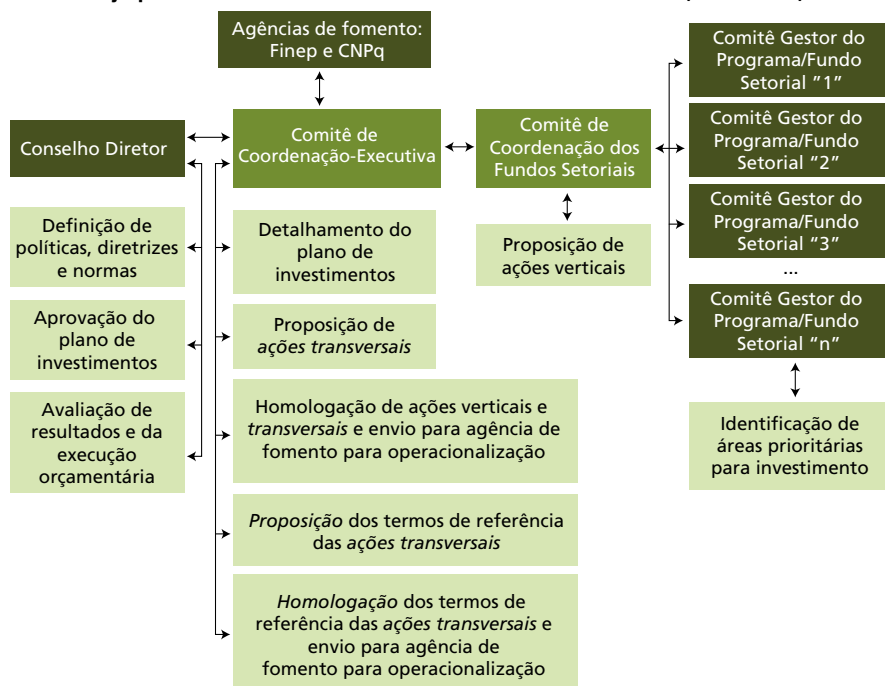 Agências de fomento:
Finep e CNPq
Comitê Gestor do
Programa/Fundo
Setorial "1"
Conselho Diretor
Comitê de
Coordenação-Executiva
Comitê de
Coordenação dos
Fundos Setoriais
Comitê Gestor do
Programa/Fundo
Setorial "2"
Comitê Gestor do
Programa/Fundo
Setorial "3"
...
Comitê Gestor do
Programa/Fundo
Setorial "n"
Definição de
políticas, diretrizes
e normas
Aprovação do
plano de
investimentos
Avaliação de
resultados e da
execução
orçamentária
Detalhamento do
plano de
investimentos
Proposição de
ações transversais
Homologação de ações verticais e
transversais e envio para agência de
fomento para operacionalização
Proposição dos termos de referência
das ações transversais
Homologação dos termos de
referência das ações transversais e
envio para agência de
fomento para operacionalização
Proposição de
ações verticais
Identificação de
áreas prioritárias
para investimento